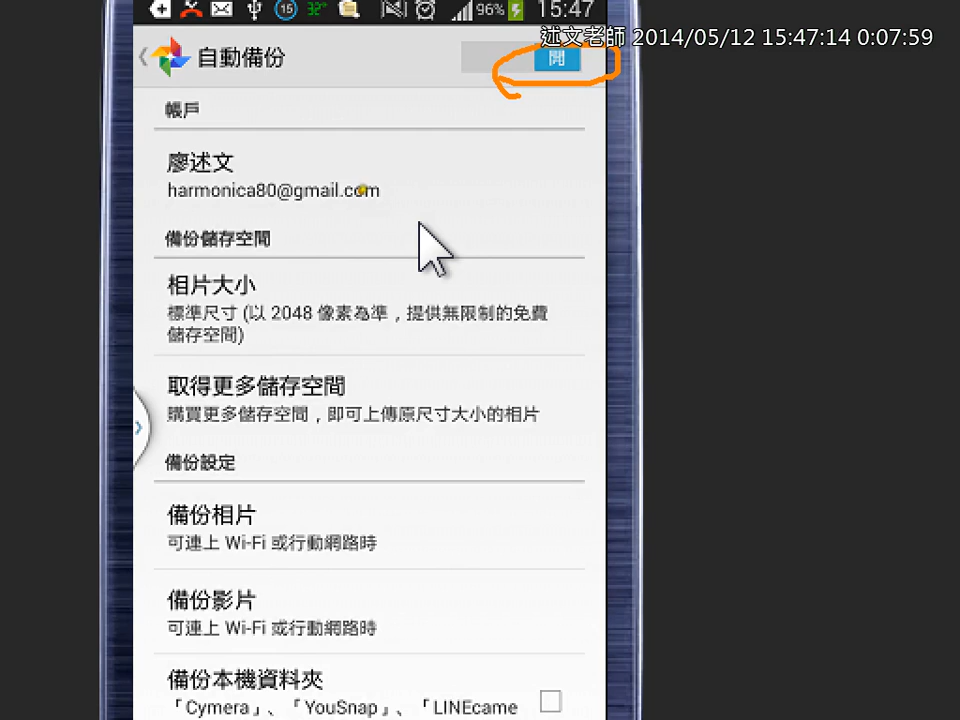 15 32° 96% 15:47
述文老師 2014/05/12 15:47:14 0:07:59
自動備份 開
帳戶
廖述文
harmonica80@gmail.com
備份儲存空間
相片大小
標準尺寸 (以 2048 像素為準，提供無限制的免費
儲存空間)
取得更多儲存空間
購買更多儲存空間，即可上傳原尺寸大小的相片
備份設定
備份相片
可連上 Wi-Fi 或行動網路時
備份影片
可連上 Wi-Fi 或行動網路時
備份本機資料夾
「Cymera」、「YouSnap」、「LINEcame